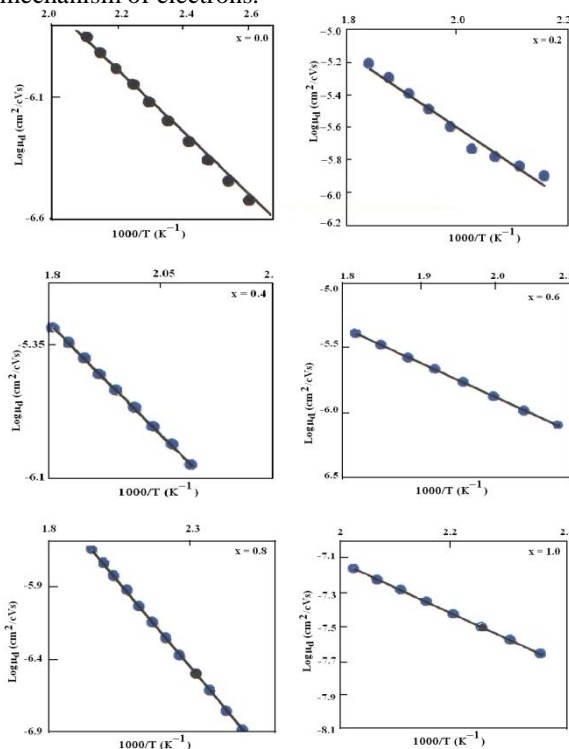 mechanism of electrons.
2.0 2.2 2.4 2.6
x = 0.0
-6.1
-6.6
Logμd (cm2/cVs)
1000/T (K−1)
1.8 2.0
x = 0.2
-5.0
-5.2
-5.4
-5.6
-5.8
-6.0
-6.2
Logμd (cm2/cVs)
1000/T (K−1)
1.8 2.05 2.
x = 0.4
-5.35
-6.1
Logμd (cm2/cVs)
1000/T (K−1)
1.8 1.9 2.0 2.
x = 0.6
-5.0
-5.5
-6.0
6.5
Logμd (cm2/cVs)
1000/T (K−1)
1.8 2.3
x = 0.8
-5.9
-6.4
-6.9
Logμd (cm2/cVs)
1000/T (K−1)
2 2.2
x = 1.0
-7.1
-7.3
-7.5
-7.7
-7.9
-8.1
Logμd (cm2/cVs)
1000/T (K−1)